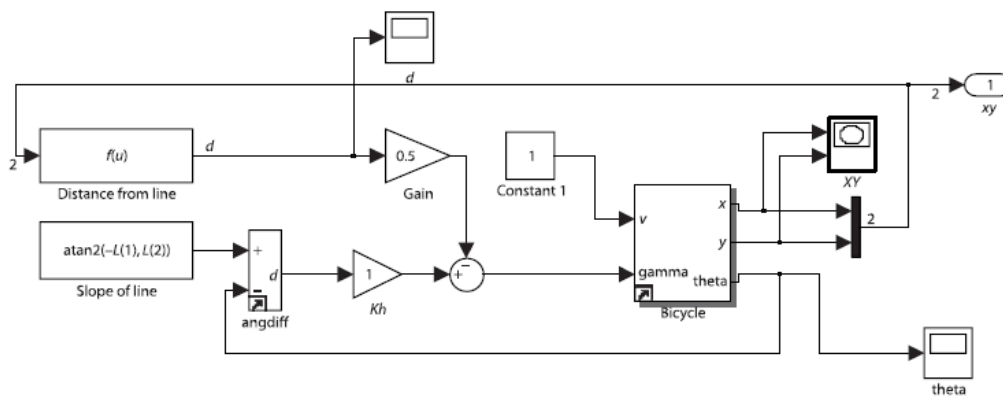 d
2
1
xy
2
f(u)
d
0.5
1
Distance from line
Gain
Constant 1
XY
x
v
y
2
atan2(−L(1), L(2))
+
d
−
1
+
−
gamma
theta
Slope of line
angdiff
Kh
Bicycle
theta